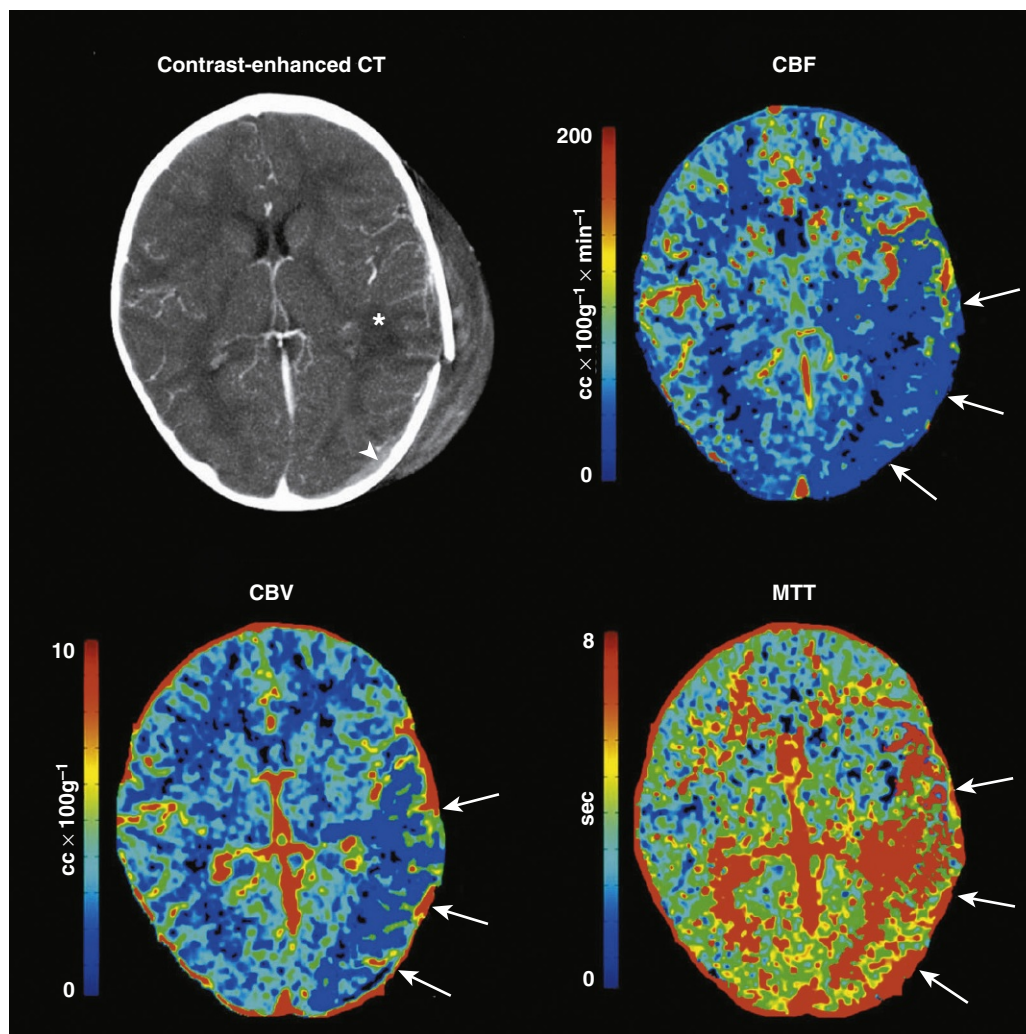 Contrast-enhanced CT
CBF
200
cc × 100g⁻¹ × min⁻¹
0
*
CBV
10
cc × 100g⁻¹
0
MTT
8
sec
0